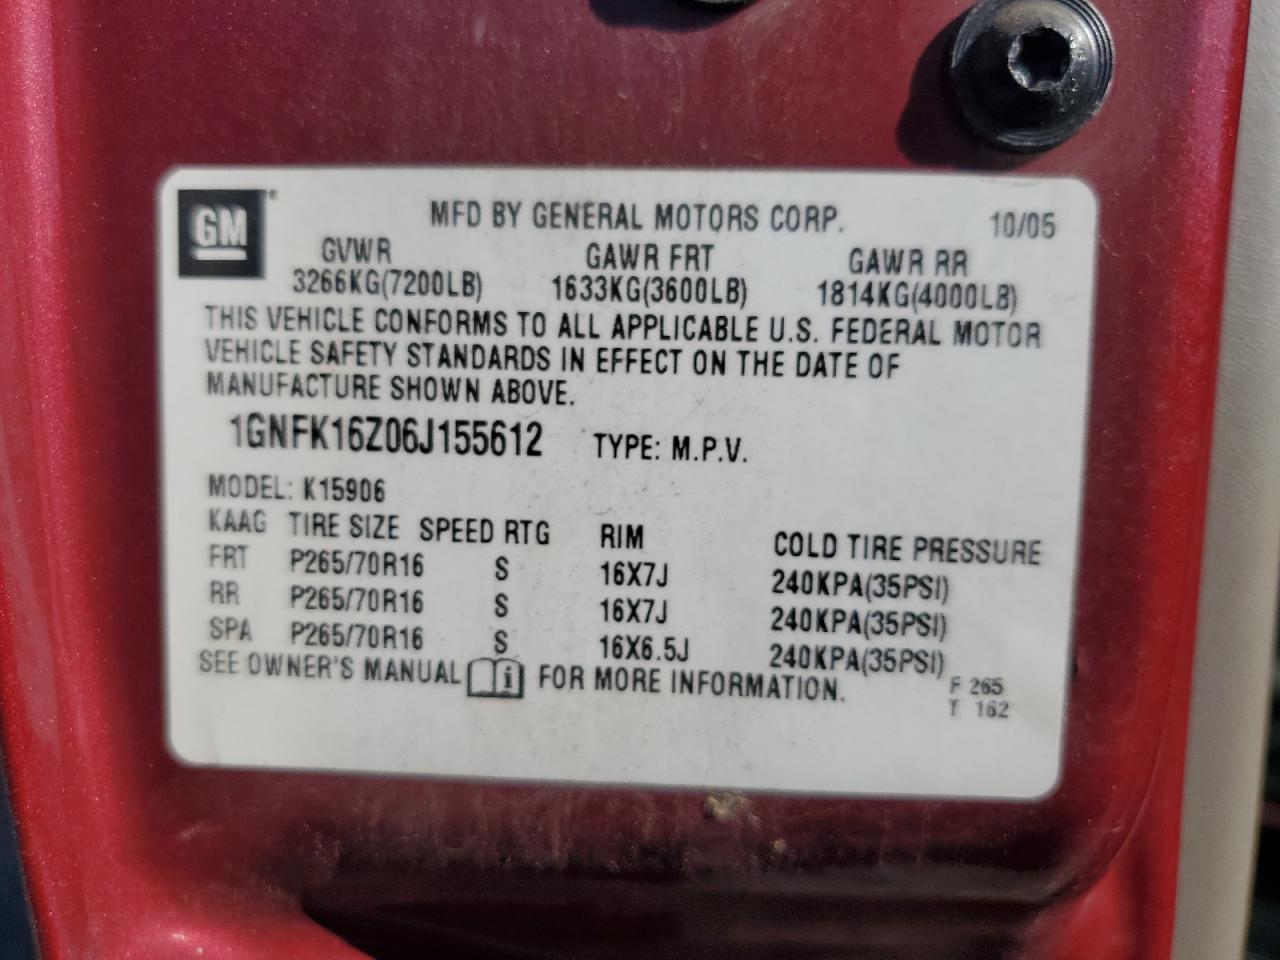 GM ® MFD BY GENERAL MOTORS CORP. 10/05
GVWR GAWR FRT GAWR RR
3266KG(7200LB) 1633KG(3600LB) 1814KG(4000LB)
THIS VEHICLE CONFORMS TO ALL APPLICABLE U.S. FEDERAL MOTOR
VEHICLE SAFETY STANDARDS IN EFFECT ON THE DATE OF
MANUFACTURE SHOWN ABOVE.
1GNFK16Z06J155612 TYPE: M.P.V.
MODEL: K15906
KAAG TIRE SIZE SPEED RTG RIM COLD TIRE PRESSURE
FRT P265/70R16 S 16X7J 240KPA(35PSI)
RR P265/70R16 S 16X7J 240KPA(35PSI)
SPA P265/70R16 S 16X6.5J 240KPA(35PSI)
SEE OWNER'S MANUAL i FOR MORE INFORMATION.
F 265
T 162